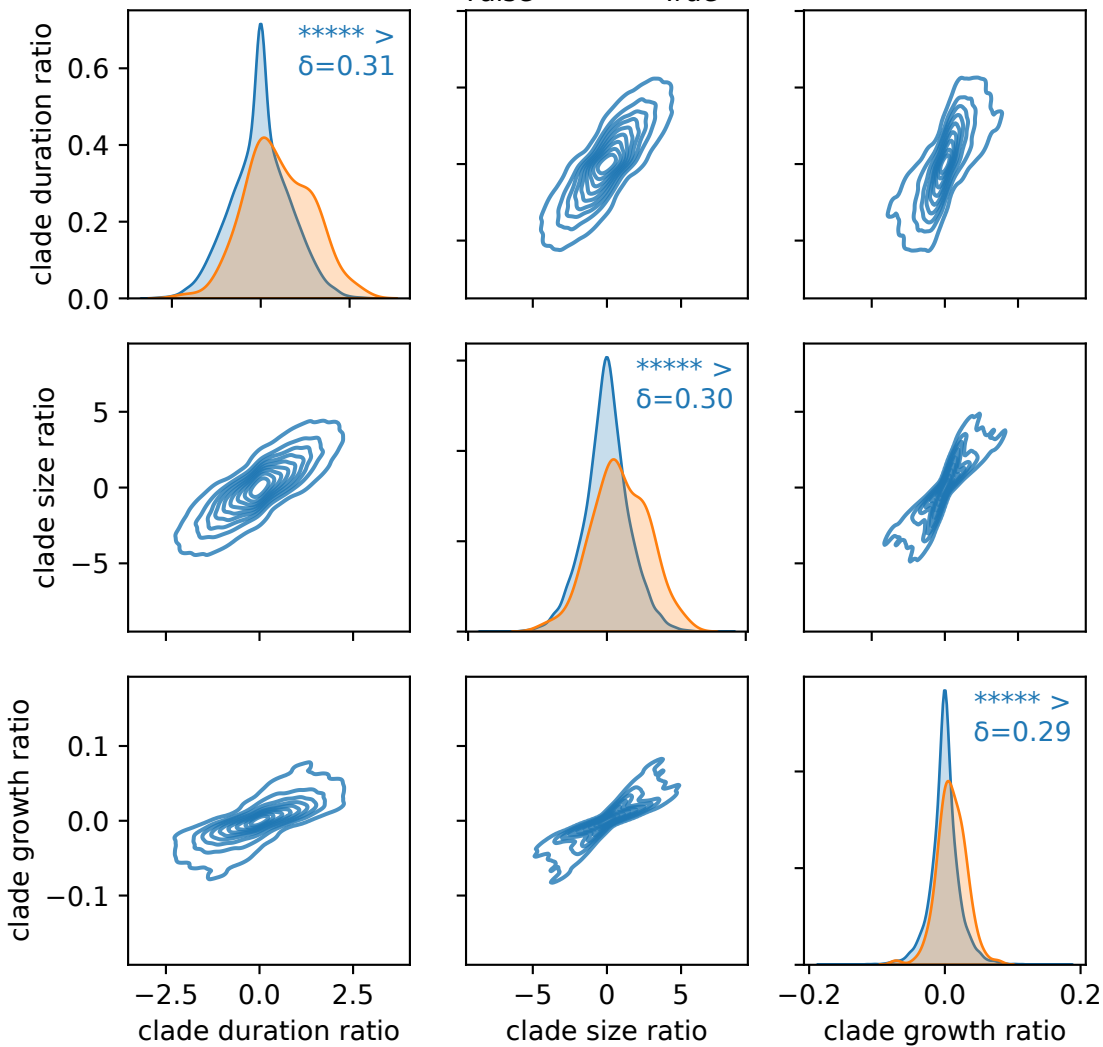 ***** >
δ=0.31
clade duration ratio
0.6
0.4
0.2
0.0
***** >
δ=0.30
clade size ratio
5
0
−5
***** >
δ=0.29
clade growth ratio
0.1
0.0
−0.1
−2.5 0.0 2.5 −5 0 5 −0.2 0.0 0.2
clade duration ratio clade size ratio clade growth ratio